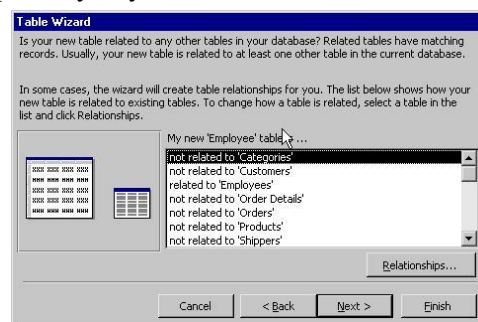 Table Wizard
Is your new table related to any other tables in your database? Related tables have matching
records. Usually, your new table is related to at least one other table in the current database.
In some cases, the wizard will create table relationships for you. The list below shows how your
new table is related to existing tables. To change how a table is related, select a table in the
list and click Relationships.
My new 'Employee' table is ...
not related to 'Categories'
not related to 'Customers'
related to 'Employees'
not related to 'Order Details'
not related to 'Orders'
not related to 'Products'
not related to 'Shippers'
Relationships...
Cancel
< Back
Next >
Finish